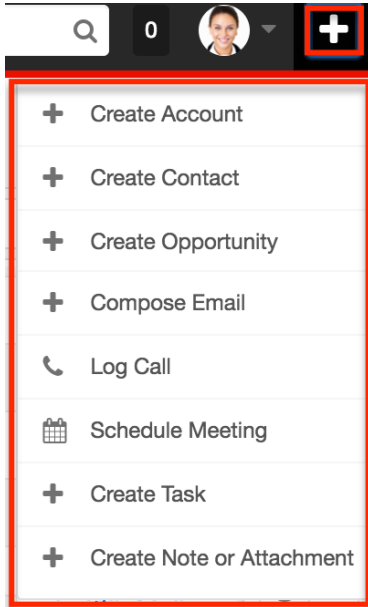 0
Create Account
Create Contact
Create Opportunity
Compose Email
Log Call
Schedule Meeting
Create Task
Create Note or Attachment